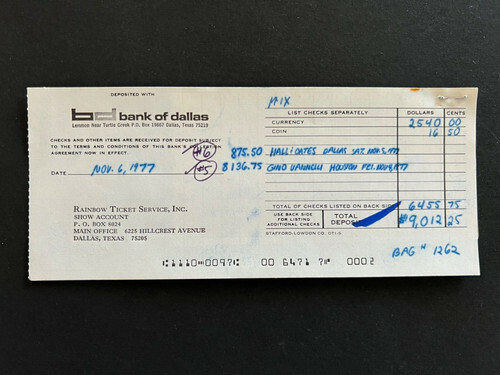 DEPOSITED WITH
bd bank of dallas
Lemmon Near Turtle Creek P.O. Box 19067 Dallas, Texas 75219
CHECKS AND OTHER ITEMS ARE RECEIVED FOR DEPOSIT SUBJECT
TO THE TERMS AND CONDITIONS OF THIS BANK'S COLLECTION
AGREEMENT NOW IN EFFECT.
DATE NOV. 6, 1977
RAINBOW TICKET SERVICE, INC.
SHOW ACCOUNT
P. O. BOX 8024
MAIN OFFICE 6225 HILLCREST AVENUE
DALLAS, TEXAS 75205
MIX
LIST CHECKS SEPARATELY DOLLARS CENTS
CURRENCY 2540 00
COIN 16 50
#6 875.50 HALL & OATES DALLAS SAT. NOV 5, 1977
#5 8136.75 GINO VANNELLI HOUSTON FRI. NOV 4, 1977
TOTAL OF CHECKS LISTED ON BACK SIDE 6455 75
USE BACK SIDE FOR LISTING ADDITIONAL CHECKS TOTAL DEPOSIT $9,012 25
STAFFORD-LOWDON CO. DT1-5
BAG # 1262
1110 0097 00 6471 7 0002